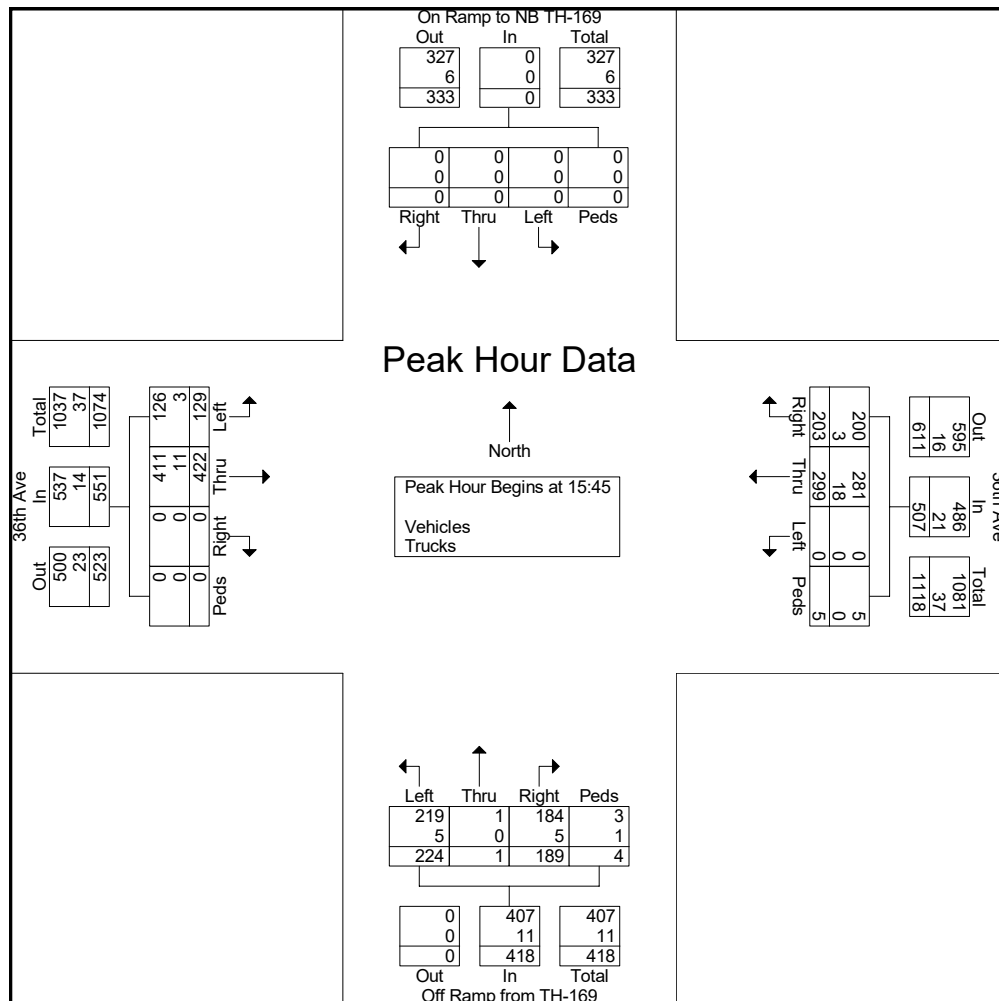 On Ramp to NB TH-169
Out In Total
327 0 327
6 0 6
333 0 333
0 0 0 0
0 0 0 0
0 0 0 0
Right Thru Left Peds
Peak Hour Data
North
Peak Hour Begins at 15:45
Vehicles
Trucks
36th Ave
Total In Out
1037 537 500
37 14 23
1074 551 523
126 411 0 0
3 11 0 0
129 422 0 0
Left Thru Right Peds
36th Ave
Out In Total
595 486 1081
16 21 37
611 507 1118
200 281 0 5
3 18 0 0
203 299 0 5
Right Thru Left Peds
Left Thru Right Peds
219 1 184 3
5 0 5 1
224 1 189 4
0 407 407
0 11 11
0 418 418
Out In Total
Off Ramp from TH-169